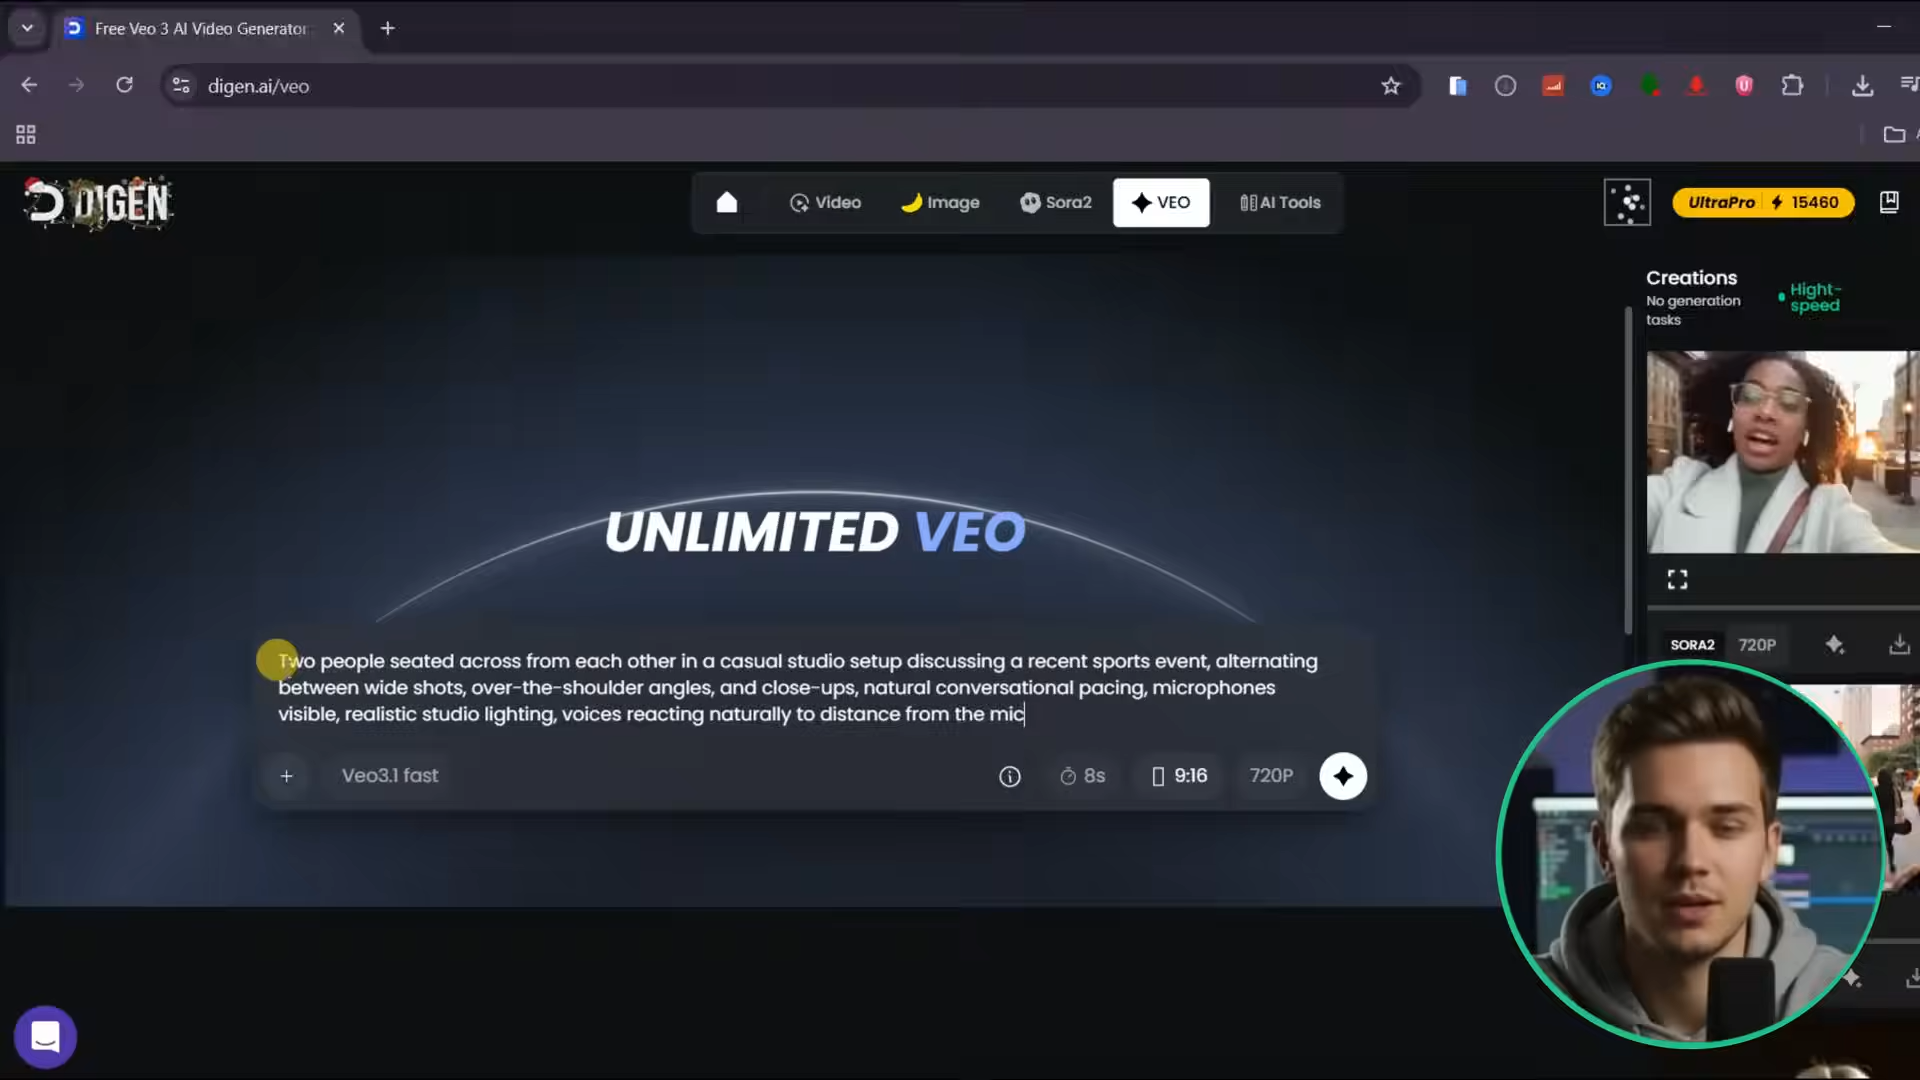 Free Veo 3 AI Video Generator
digen.ai/veo
DIGEN
Video
Image
Sora2
VEO
AI Tools
UltraPro 15460
Creations
No generation
tasks
Hight-
speed
UNLIMITED VEO
Two people seated across from each other in a casual studio setup discussing a recent sports event, alternating
between wide shots, over-the-shoulder angles, and close-ups, natural conversational pacing, microphones
visible, realistic studio lighting, voices reacting naturally to distance from the mic
Veo3.1 fast
8s
9:16
720P
SORA2
720P